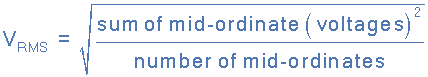 V_RMS = √(sum of mid-ordinate (voltages)² / number of mid-ordinates)